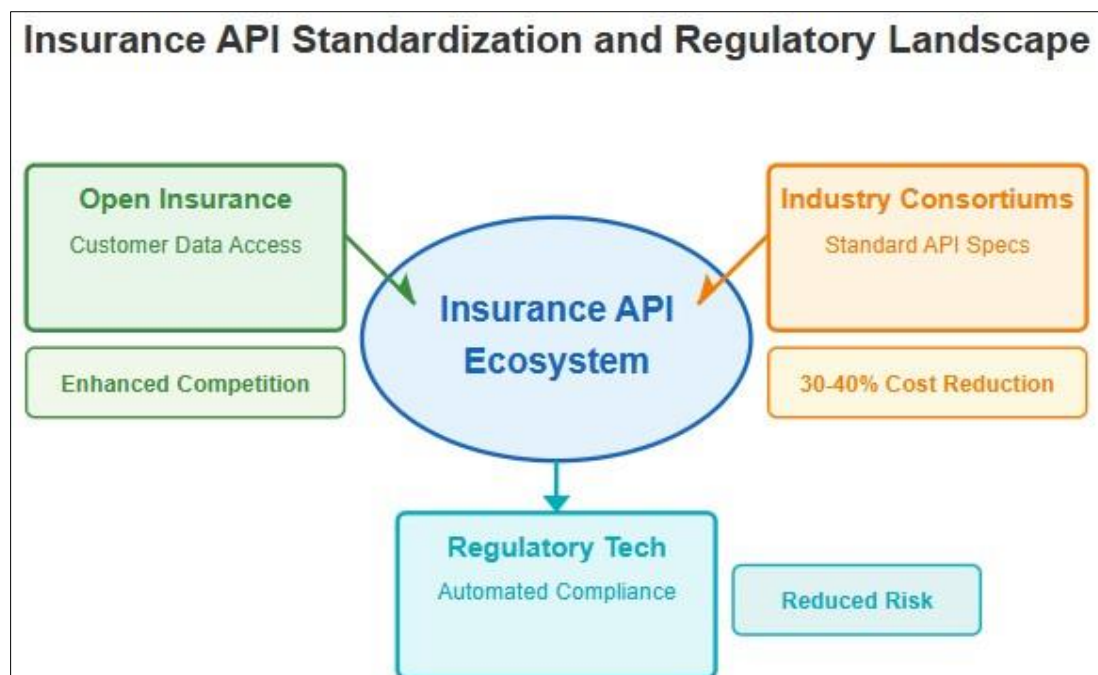 Insurance API Standardization and Regulatory Landscape
Open Insurance
Customer Data Access
Enhanced Competition
Insurance API
Ecosystem
Industry Consortiums
Standard API Specs
30-40% Cost Reduction
Regulatory Tech
Automated Compliance
Reduced Risk